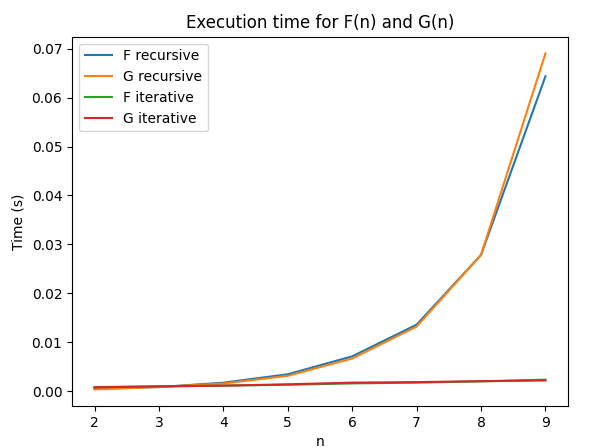 Execution time for F(n) and G(n)
F recursive
G recursive
F iterative
G iterative
Time (s)
0.07
0.06
0.05
0.04
0.03
0.02
0.01
0.00
2 3 4 5 6 7 8 9
n